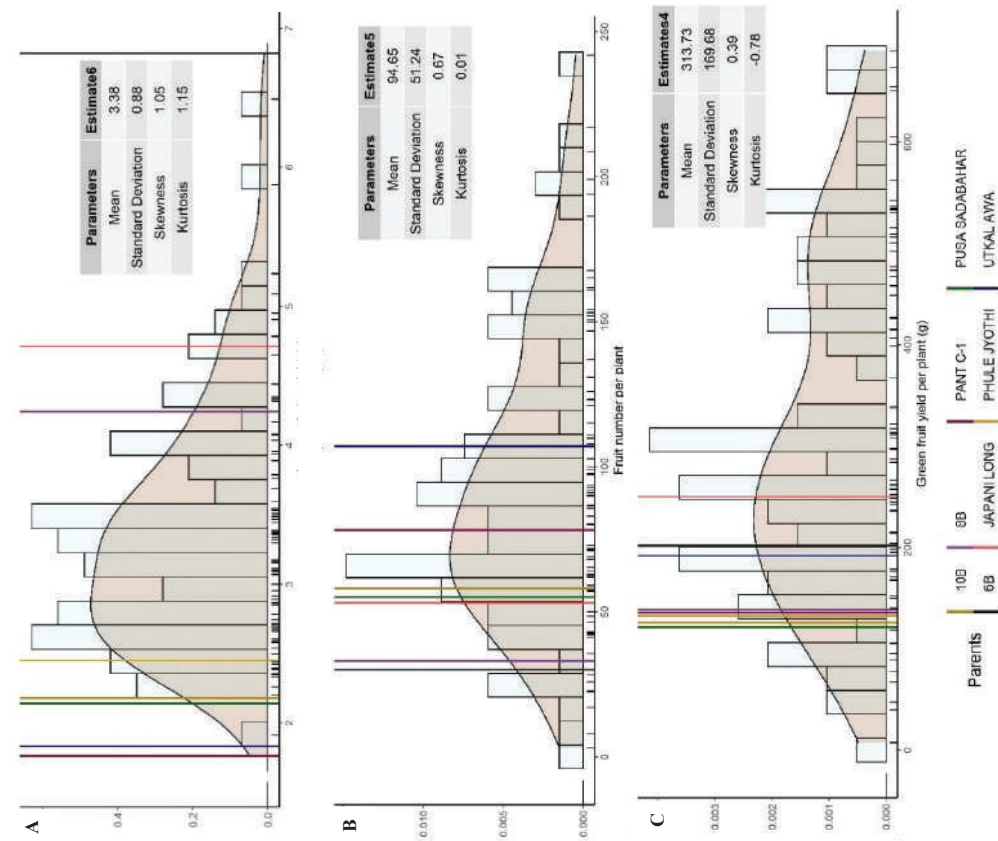 A
Parameters Estimate6
Mean 3.38
Standard Deviation 0.88
Skewness 1.05
Kurtosis 1.15
0.4
0.2
0.0
2 3 4 5 6 7
B
Parameters Estimate5
Mean 94.65
Standard Deviation 51.24
Skewness 0.67
Kurtosis 0.01
0.010
0.005
0.000
0 50 100 150 200 250
Fruit number per plant
C
Parameters Estimates4
Mean 313.73
Standard Deviation 169.68
Skewness 0.39
Kurtosis -0.78
0.003
0.002
0.001
0.000
0 200 400 600
Green fruit yield per plant (g)
Parents
10B 8B PANT C-1 PUSA SADABAHAR
6B JAPANI LONG PHULE JYOTHI UTKAL AWA